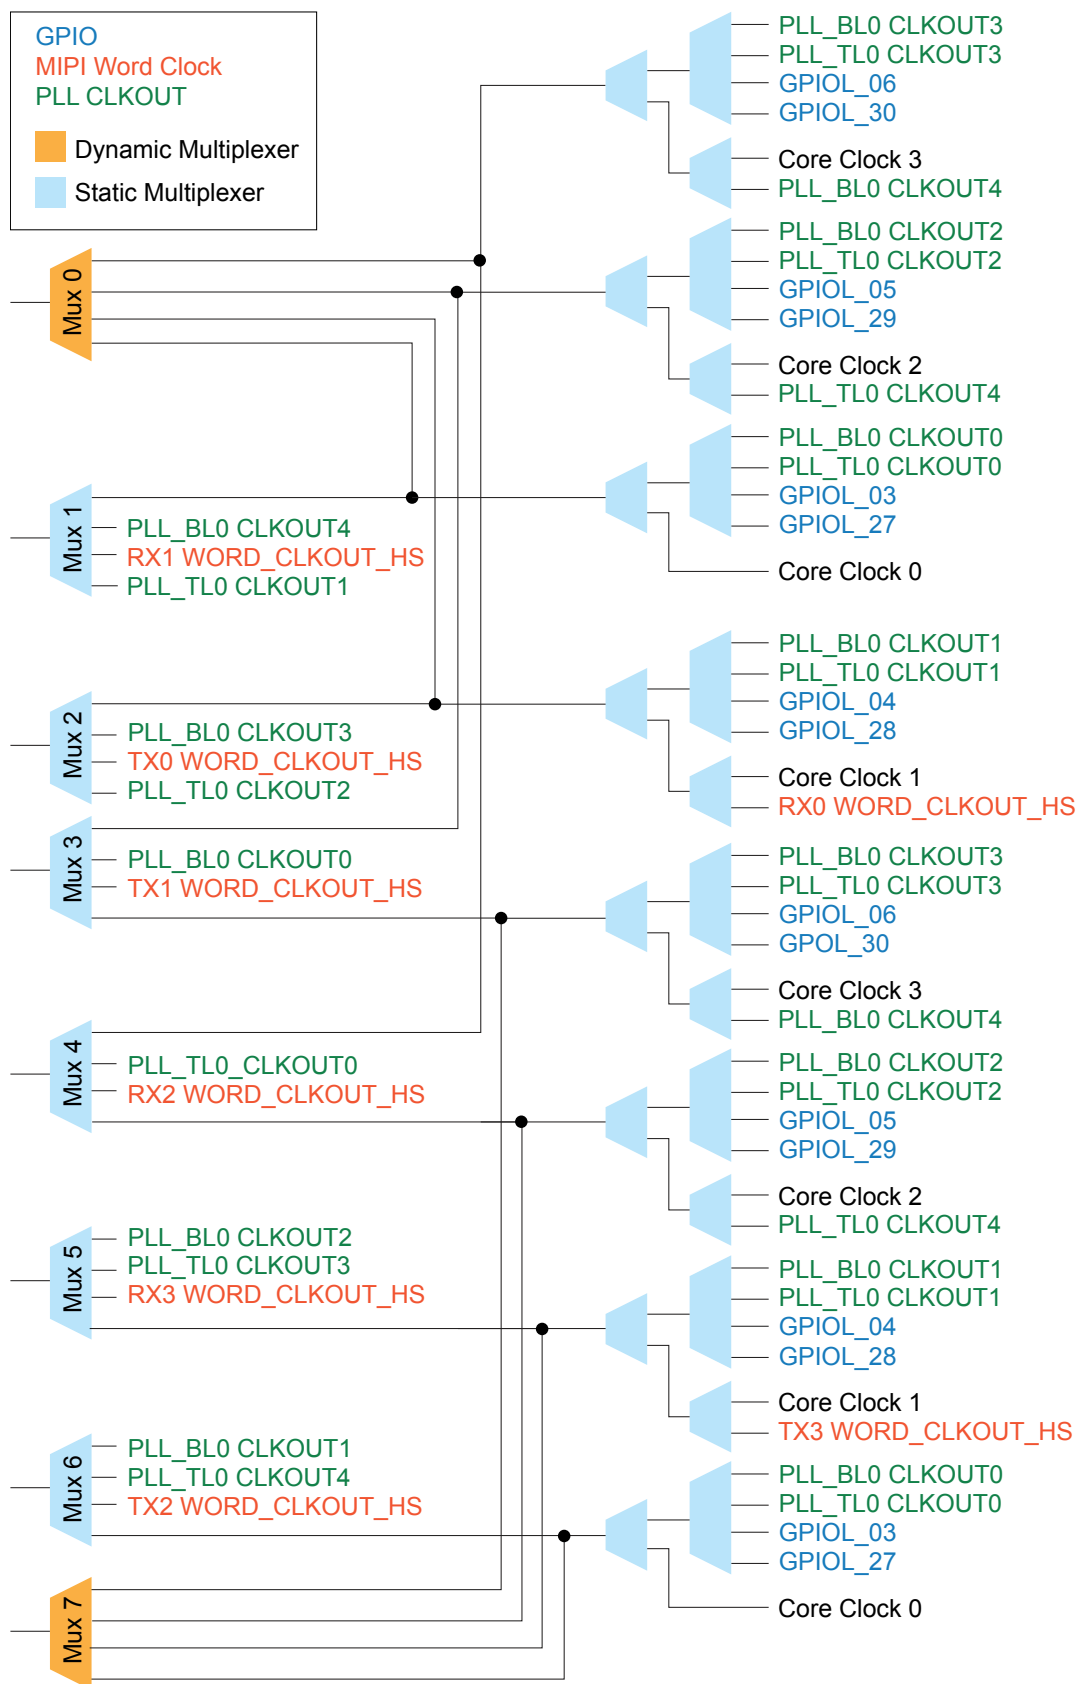 GPIO
MIPI Word Clock
PLL CLKOUT
Dynamic Multiplexer
Static Multiplexer
PLL_BL0 CLKOUT3
PLL_TL0 CLKOUT3
GPIOL_06
GPIOL_30
Core Clock 3
PLL_BL0 CLKOUT4
Mux 0
PLL_BL0 CLKOUT2
PLL_TL0 CLKOUT2
GPIOL_05
GPIOL_29
Core Clock 2
PLL_TL0 CLKOUT4
PLL_BL0 CLKOUT0
PLL_TL0 CLKOUT0
GPIOL_03
GPIOL_27
Core Clock 0
Mux 1
PLL_BL0 CLKOUT4
RX1 WORD_CLKOUT_HS
PLL_TL0 CLKOUT1
PLL_BL0 CLKOUT1
PLL_TL0 CLKOUT1
GPIOL_04
GPIOL_28
Core Clock 1
RX0 WORD_CLKOUT_HS
Mux 2
PLL_BL0 CLKOUT3
TX0 WORD_CLKOUT_HS
PLL_TL0 CLKOUT2
Mux 3
PLL_BL0 CLKOUT0
TX1 WORD_CLKOUT_HS
PLL_BL0 CLKOUT3
PLL_TL0 CLKOUT3
GPIOL_06
GPOL_30
Core Clock 3
PLL_BL0 CLKOUT4
Mux 4
PLL_TL0_CLKOUT0
RX2 WORD_CLKOUT_HS
PLL_BL0 CLKOUT2
PLL_TL0 CLKOUT2
GPIOL_05
GPIOL_29
Core Clock 2
PLL_TL0 CLKOUT4
Mux 5
PLL_BL0 CLKOUT2
PLL_TL0 CLKOUT3
RX3 WORD_CLKOUT_HS
PLL_BL0 CLKOUT1
PLL_TL0 CLKOUT1
GPIOL_04
GPIOL_28
Core Clock 1
TX3 WORD_CLKOUT_HS
Mux 6
PLL_BL0 CLKOUT1
PLL_TL0 CLKOUT4
TX2 WORD_CLKOUT_HS
PLL_BL0 CLKOUT0
PLL_TL0 CLKOUT0
GPIOL_03
GPIOL_27
Core Clock 0
Mux 7